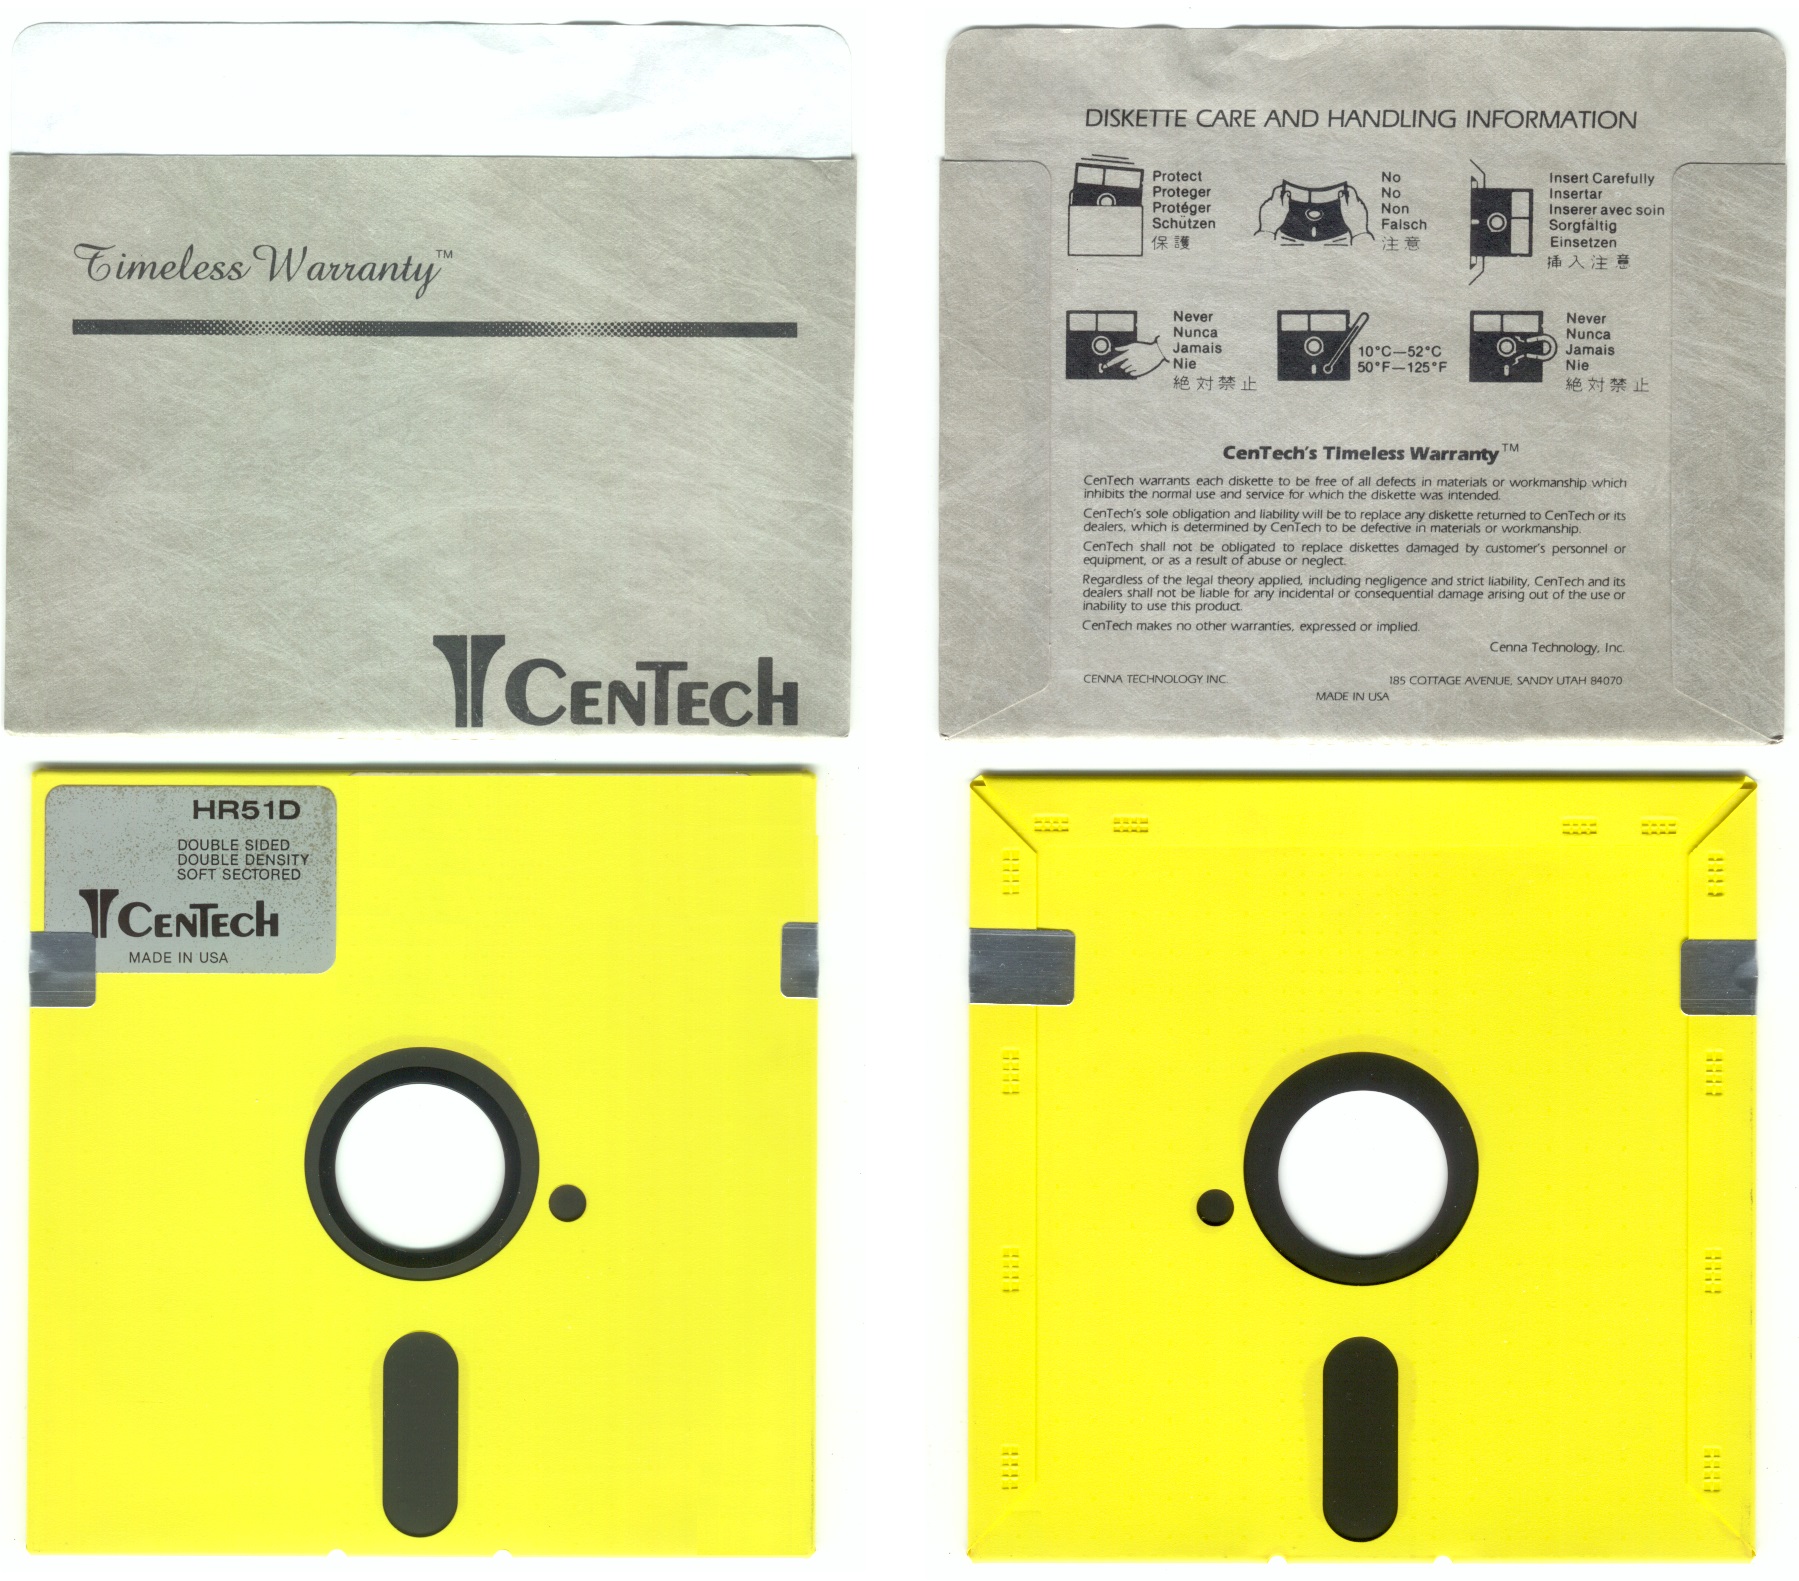 Timeless Warranty™
CENTECH
DISKETTE CARE AND HANDLING INFORMATION
Protect
Proteger
Protéger
Schützen
保護
No
No
Non
Falsch
注意
Insert Carefully
Insertar
Inserer avec soin
Sorgfältig
Einsetzen
挿入注意
Never
Nunca
Jamais
Nie
絶対禁止
10°C—52°C
50°F—125°F
Never
Nunca
Jamais
Nie
絶対禁止
CenTech's Timeless Warranty™
CenTech warrants each diskette to be free of all defects in materials or workmanship which
inhibits the normal use and service for which the diskette was intended.
CenTech's sole obligation and liability will be to replace any diskette returned to CenTech or its
dealers, which is determined by CenTech to be defective in materials or workmanship.
CenTech shall not be obligated to replace diskettes damaged by customer's personnel or
equipment, or as a result of abuse or neglect.
Regardless of the legal theory applied, including negligence and strict liability, CenTech and its
dealers shall not be liable for any incidental or consequential damage arising out of the use or
inability to use this product.
CenTech makes no other warranties, expressed or implied.
Cenna Technology, Inc.
CENNA TECHNOLOGY INC. 185 COTTAGE AVENUE, SANDY UTAH 84070
MADE IN USA
HR51D
DOUBLE SIDED
DOUBLE DENSITY
SOFT SECTORED
CENTECH
MADE IN USA